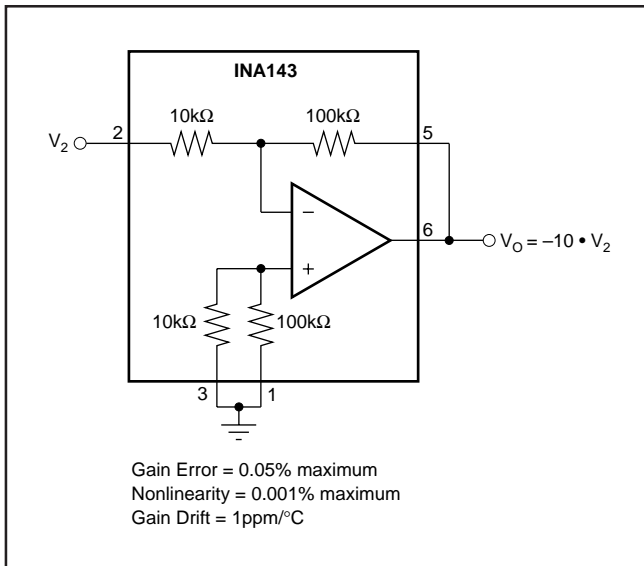 INA143
10kΩ
100kΩ
V2
2
5
−
6
VO = –10 • V2
+
10kΩ
100kΩ
3
1
Gain Error = 0.05% maximum
Nonlinearity = 0.001% maximum
Gain Drift = 1ppm/°C